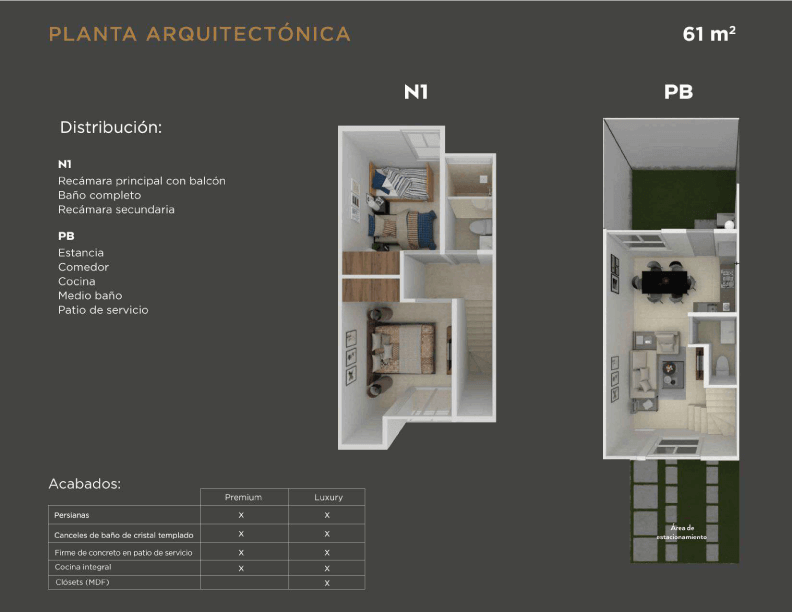 PLANTA ARQUITECTÓNICA
61 m²
N1
PB
Distribución:
N1
Recámara principal con balcón
Baño completo
Recámara secundaria
PB
Estancia
Comedor
Cocina
Medio baño
Patio de servicio
Acabados:
Premium Luxury
Persianas X X
Canceles de baño de cristal templado X X
Firme de concreto en patio de servicio X X
Cocina integral X X
Clósets (MDF) X
Área de
estacionamiento